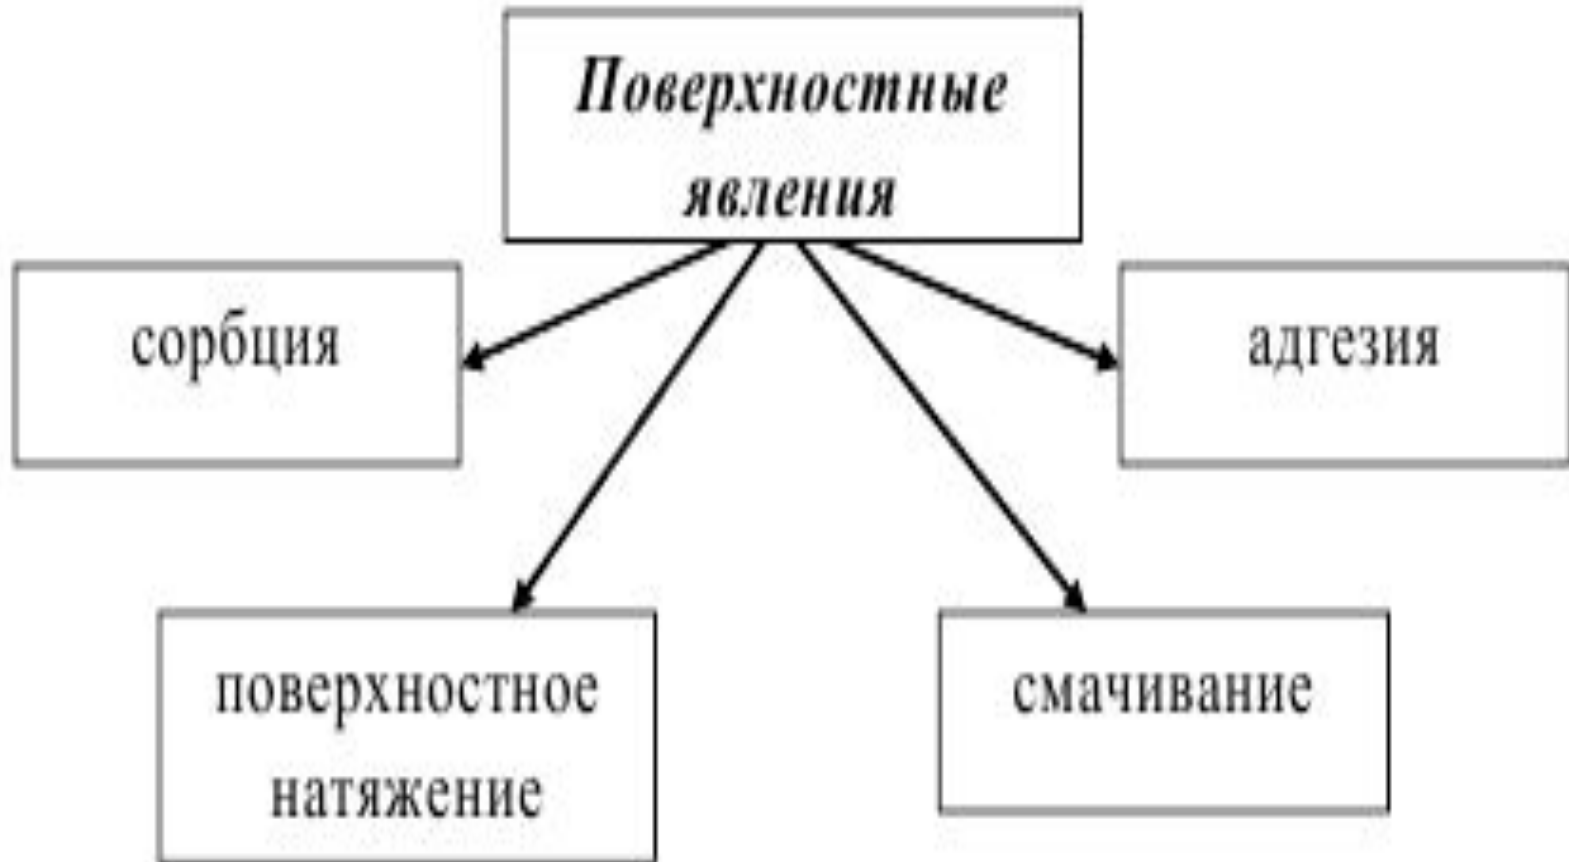 Поверхностные
явления
сорбция
адгезия
поверхностное
натяжение
смачивание